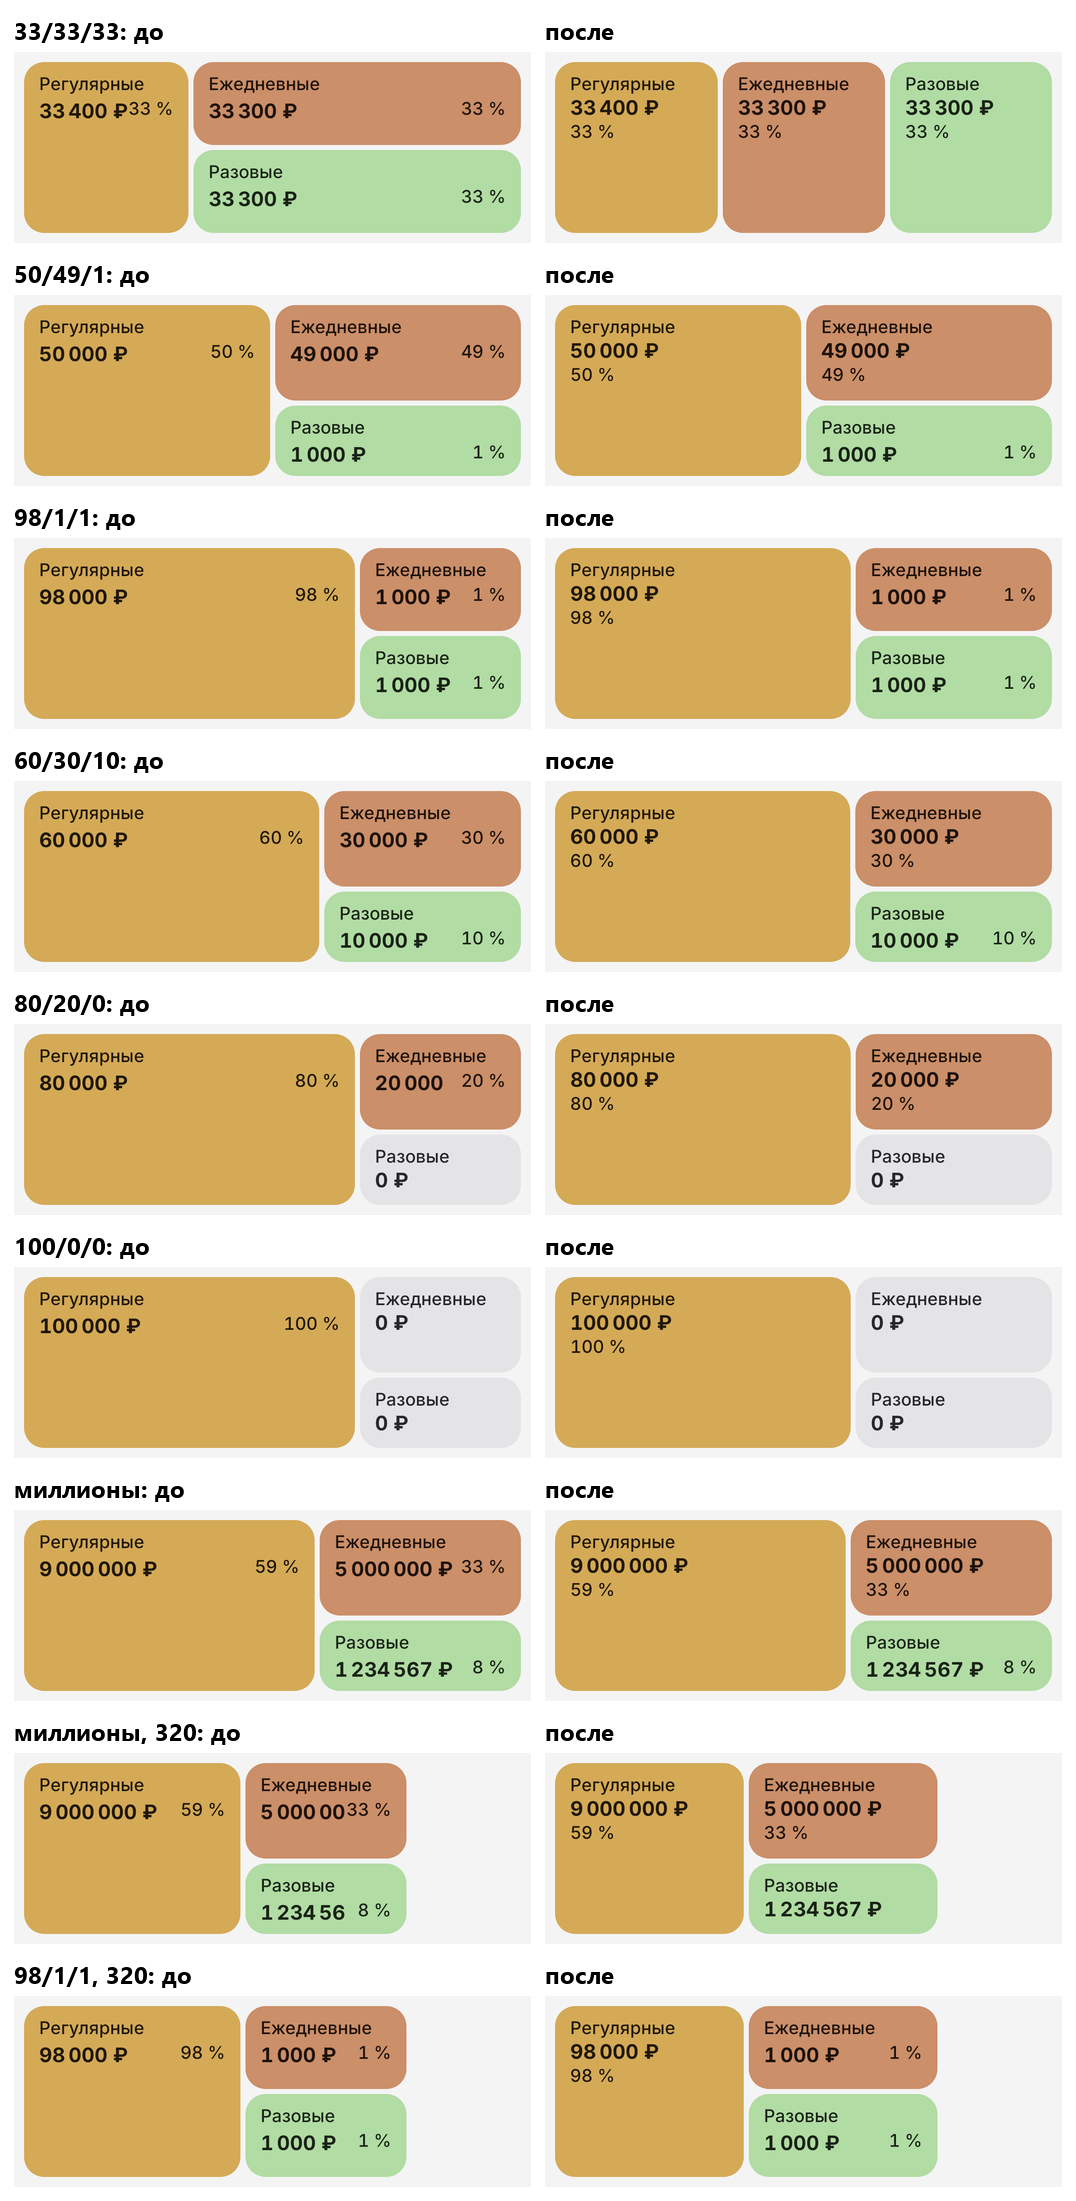 33/33/33: до
после
Регулярные
33 400 ₽ 33 %
Ежедневные
33 300 ₽ 33 %
Разовые
33 300 ₽ 33 %
Регулярные
33 400 ₽
33 %
Ежедневные
33 300 ₽
33 %
Разовые
33 300 ₽
33 %
50/49/1: до
после
Регулярные
50 000 ₽ 50 %
Ежедневные
49 000 ₽ 49 %
Разовые
1 000 ₽ 1 %
Регулярные
50 000 ₽
50 %
Ежедневные
49 000 ₽
49 %
Разовые
1 000 ₽ 1 %
98/1/1: до
после
Регулярные
98 000 ₽ 98 %
Ежедневные
1 000 ₽ 1 %
Разовые
1 000 ₽ 1 %
Регулярные
98 000 ₽
98 %
Ежедневные
1 000 ₽ 1 %
Разовые
1 000 ₽ 1 %
60/30/10: до
после
Регулярные
60 000 ₽ 60 %
Ежедневные
30 000 ₽ 30 %
Разовые
10 000 ₽ 10 %
Регулярные
60 000 ₽
60 %
Ежедневные
30 000 ₽
30 %
Разовые
10 000 ₽ 10 %
80/20/0: до
после
Регулярные
80 000 ₽ 80 %
Ежедневные
20 000 20 %
Разовые
0 ₽
Регулярные
80 000 ₽
80 %
Ежедневные
20 000 ₽
20 %
Разовые
0 ₽
100/0/0: до
после
Регулярные
100 000 ₽ 100 %
Ежедневные
0 ₽
Разовые
0 ₽
Регулярные
100 000 ₽
100 %
Ежедневные
0 ₽
Разовые
0 ₽
миллионы: до
после
Регулярные
9 000 000 ₽ 59 %
Ежедневные
5 000 000 ₽ 33 %
Разовые
1 234 567 ₽ 8 %
Регулярные
9 000 000 ₽
59 %
Ежедневные
5 000 000 ₽
33 %
Разовые
1 234 567 ₽ 8 %
миллионы, 320: до
после
Регулярные
9 000 000 ₽ 59 %
Ежедневные
5 000 00 33 %
Разовые
1 234 56 8 %
Регулярные
9 000 000 ₽
59 %
Ежедневные
5 000 000 ₽
33 %
Разовые
1 234 567 ₽
98/1/1, 320: до
после
Регулярные
98 000 ₽ 98 %
Ежедневные
1 000 ₽ 1 %
Разовые
1 000 ₽ 1 %
Регулярные
98 000 ₽
98 %
Ежедневные
1 000 ₽ 1 %
Разовые
1 000 ₽ 1 %